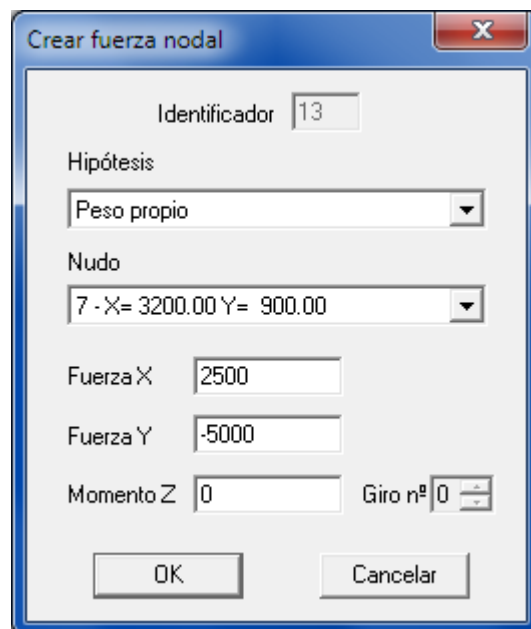 Crear fuerza nodal
Identificador 13
Hipótesis
Peso propio
Nudo
7 - X= 3200.00 Y= 900.00
Fuerza X 2500
Fuerza Y -5000
Momento Z 0 Giro nº 0
OK Cancelar